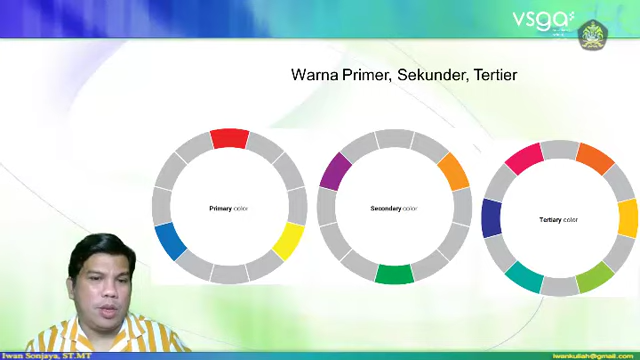 vsga
Warna Primer, Sekunder, Tertier
Primary color
Secondary color
Tertiary color
Iwan Sonjaya, ST.MT
iwankuliah@gmail.com